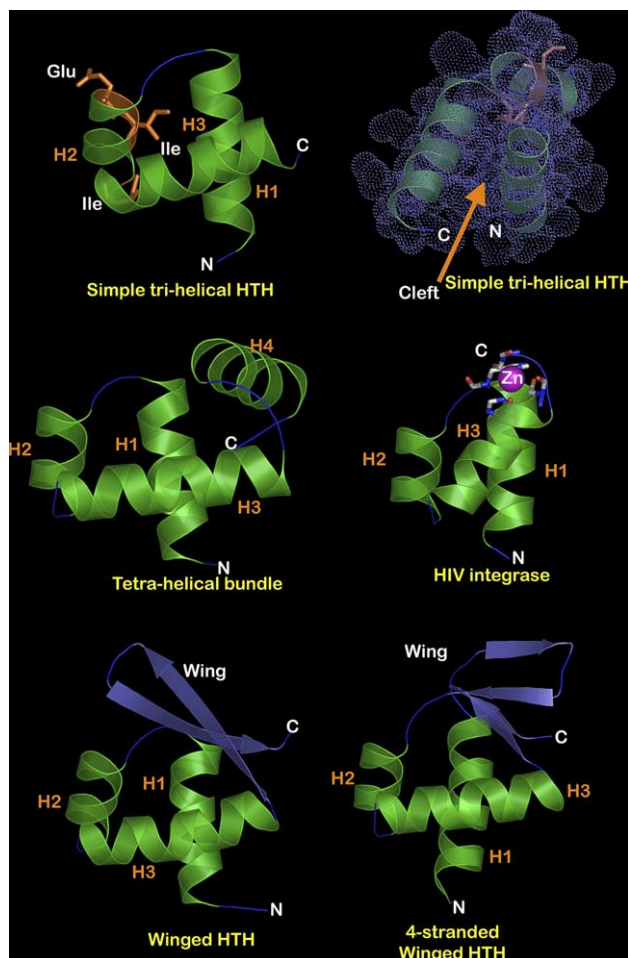 Glu
H3
C
H2
Ile
Ile
H1
N
Simple tri-helical HTH
C
N
Cleft
Simple tri-helical HTH
H4
H1
C
H2
H3
N
Tetra-helical bundle
C
Zn
H3
H2
H1
N
HIV integrase
Wing
C
H1
H2
H3
N
Winged HTH
Wing
C
H2
H3
H1
N
4-stranded
Winged HTH